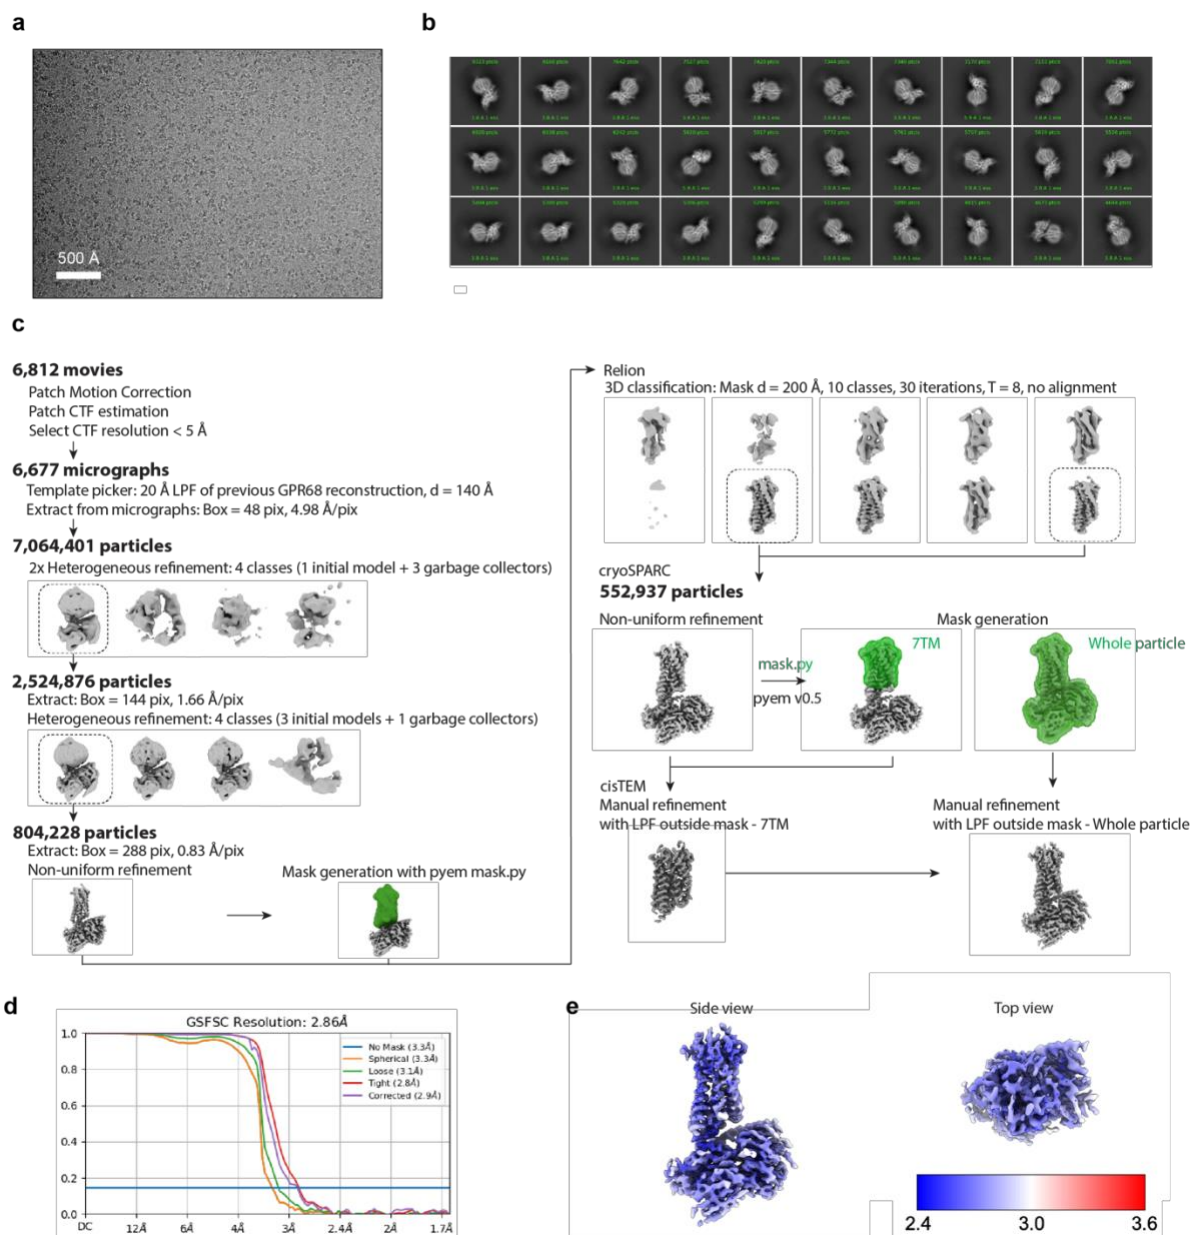 a
500 Å
b
c
6,812 movies
Patch Motion Correction
Patch CTF estimation
Select CTF resolution < 5 Å
6,677 micrographs
Template picker: 20 Å LPF of previous GPR68 reconstruction, d = 140 Å
Extract from micrographs: Box = 48 pix, 4.98 Å/pix
7,064,401 particles
2x Heterogeneous refinement: 4 classes (1 initial model + 3 garbage collectors)
2,524,876 particles
Extract: Box = 144 pix, 1.66 Å/pix
Heterogeneous refinement: 4 classes (3 initial models + 1 garbage collectors)
804,228 particles
Extract: Box = 288 pix, 0.83 Å/pix
Non-uniform refinement
Mask generation with pyem mask.py
Relion
3D classification: Mask d = 200 Å, 10 classes, 30 iterations, T = 8, no alignment
cryoSPARC
552,937 particles
Non-uniform refinement
Mask generation
mask.py
pyem v0.5
7TM
Whole particle
cisTEM
Manual refinement
with LPF outside mask - 7TM
Manual refinement
with LPF outside mask - Whole particle
d
GSFSC Resolution: 2.86Å
1.0
0.8
0.6
0.4
0.2
0.0
No Mask (3.3Å)
Spherical (3.3Å)
Loose (3.1Å)
Tight (2.8Å)
Corrected (2.9Å)
DC 12Å 6Å 4Å 3Å 2.4Å 2Å 1.7Å
e
Side view
Top view
2.4 3.0 3.6